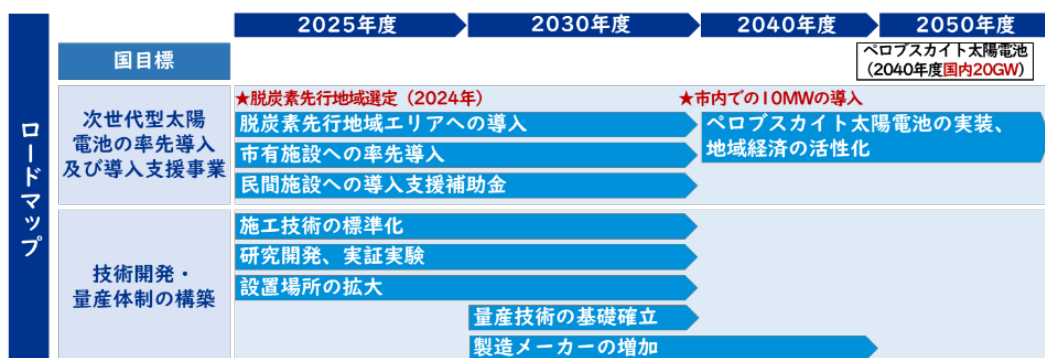 2025年度
2030年度
2040年度
2050年度
ロードマップ
国目標
ペロブスカイト太陽電池
(2040年度国内20GW)
次世代型太陽
電池の率先導入
及び導入支援事業
★脱炭素先行地域選定(2024年)
★市内での10MWの導入
脱炭素先行地域エリアへの導入
市有施設への率先導入
民間施設への導入支援補助金
ペロブスカイト太陽電池の実装、
地域経済の活性化
技術開発・
量産体制の構築
施工技術の標準化
研究開発、実証実験
設置場所の拡大
量産技術の基礎確立
製造メーカーの増加